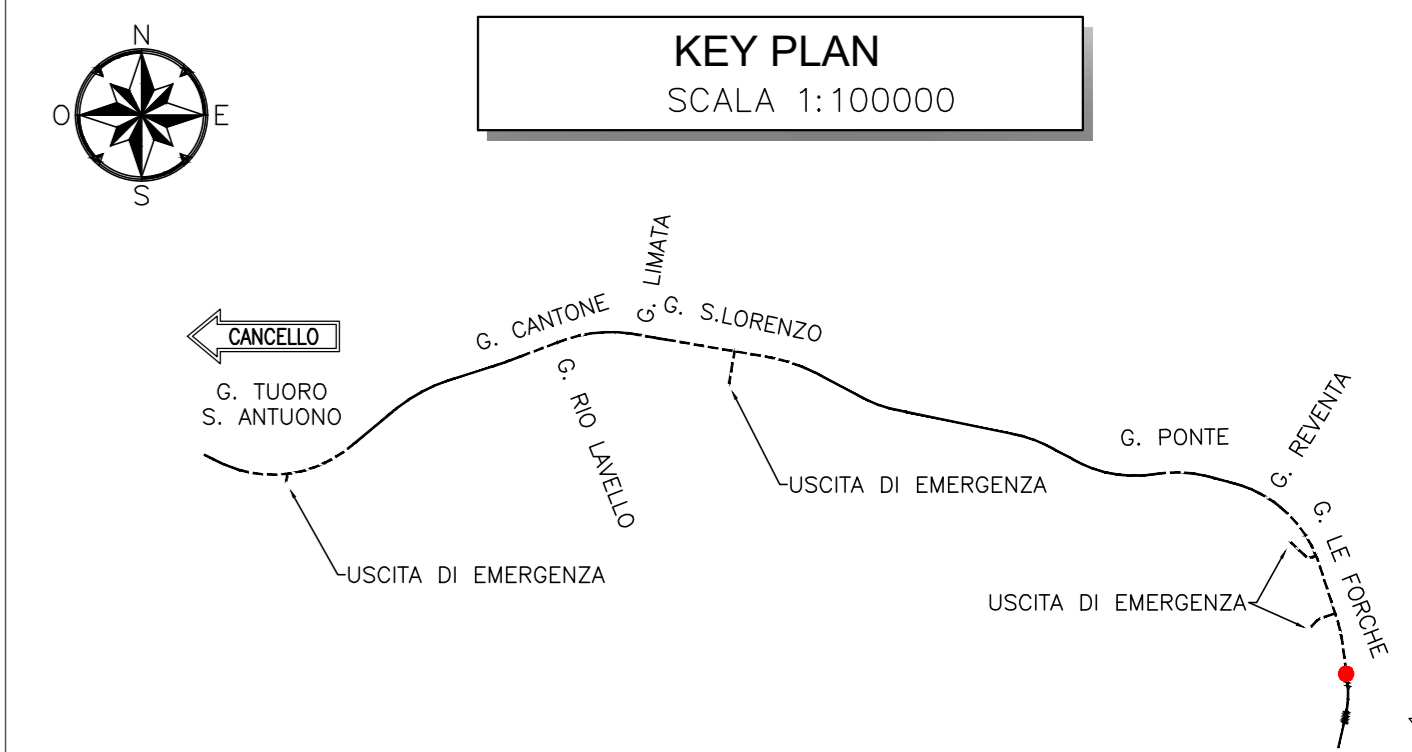 N
O
E
S
KEY PLAN
SCALA 1:100000
CANCELLO
G. TUORO
S. ANTUONO
G. CANTONE
G. RIO LAVELLO
G. LIMATA
G. S.LORENZO
G. PONTE
G. REVENTA
G. LE FORCHE
USCITA DI EMERGENZA
USCITA DI EMERGENZA
USCITA DI EMERGENZA